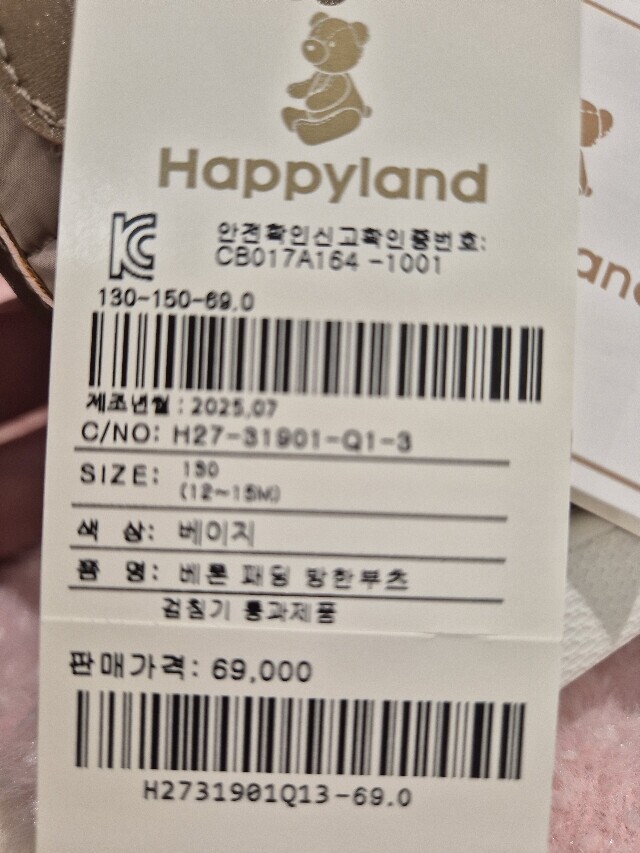 Happyland
안전확인신고확인증번호:
CB017A164 -1001
130-150-69.0
제조년월 : 2025.07
C/NO: H27-31901-Q1-3
SIZE: 130
(12~15M)
색 상: 베이지
품 명: 베론 패딩 방한부츠
검침기 통과제품
판매가격: 69,000
H2731901Q13-69.0